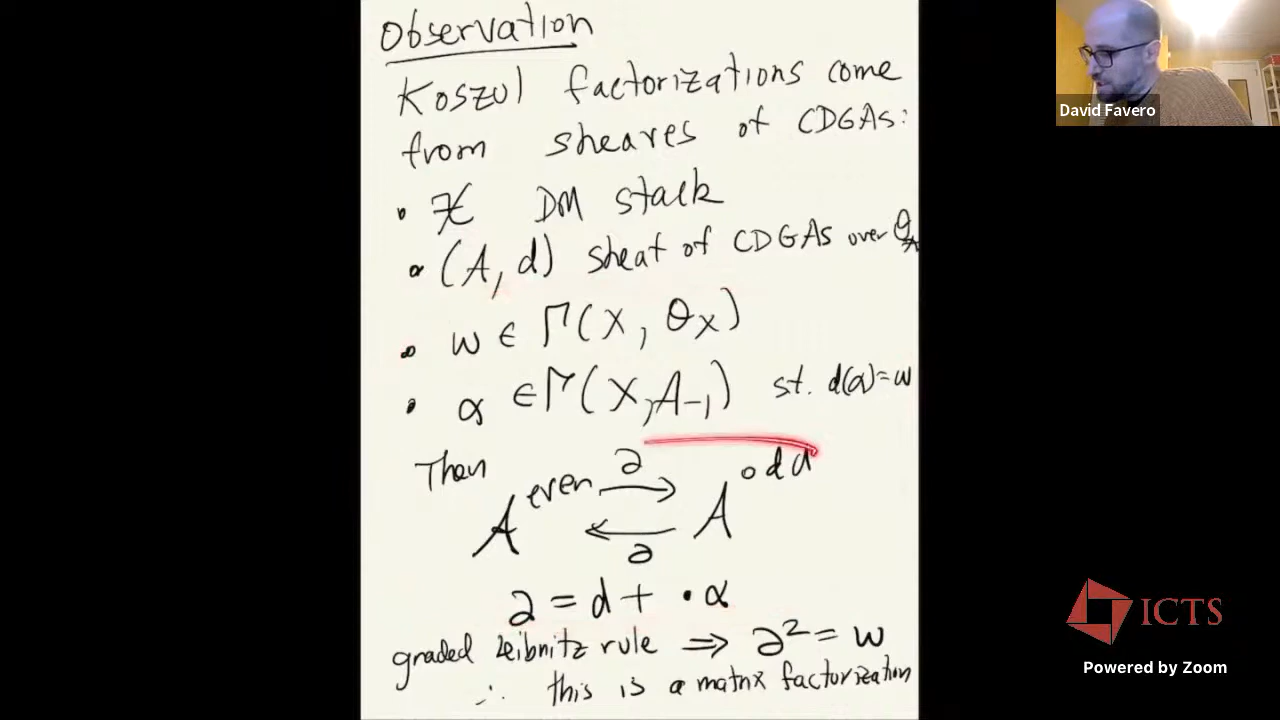 Observation
Koszul factorizations come
from sheaves of CDGAs:
• X DM stack
• (A, d) sheaf of CDGAs over O_X
• w ∈ Γ(X, O_X)
• α ∈ Γ(X, A_-1) st. d(α)=w
Then
A^even ∂ → A^odd
← ∂
∂ = d + · α
graded Leibnitz rule ⇒ ∂² = w
∴ this is a matrix factorization
David Favero
ICTS
Powered by Zoom